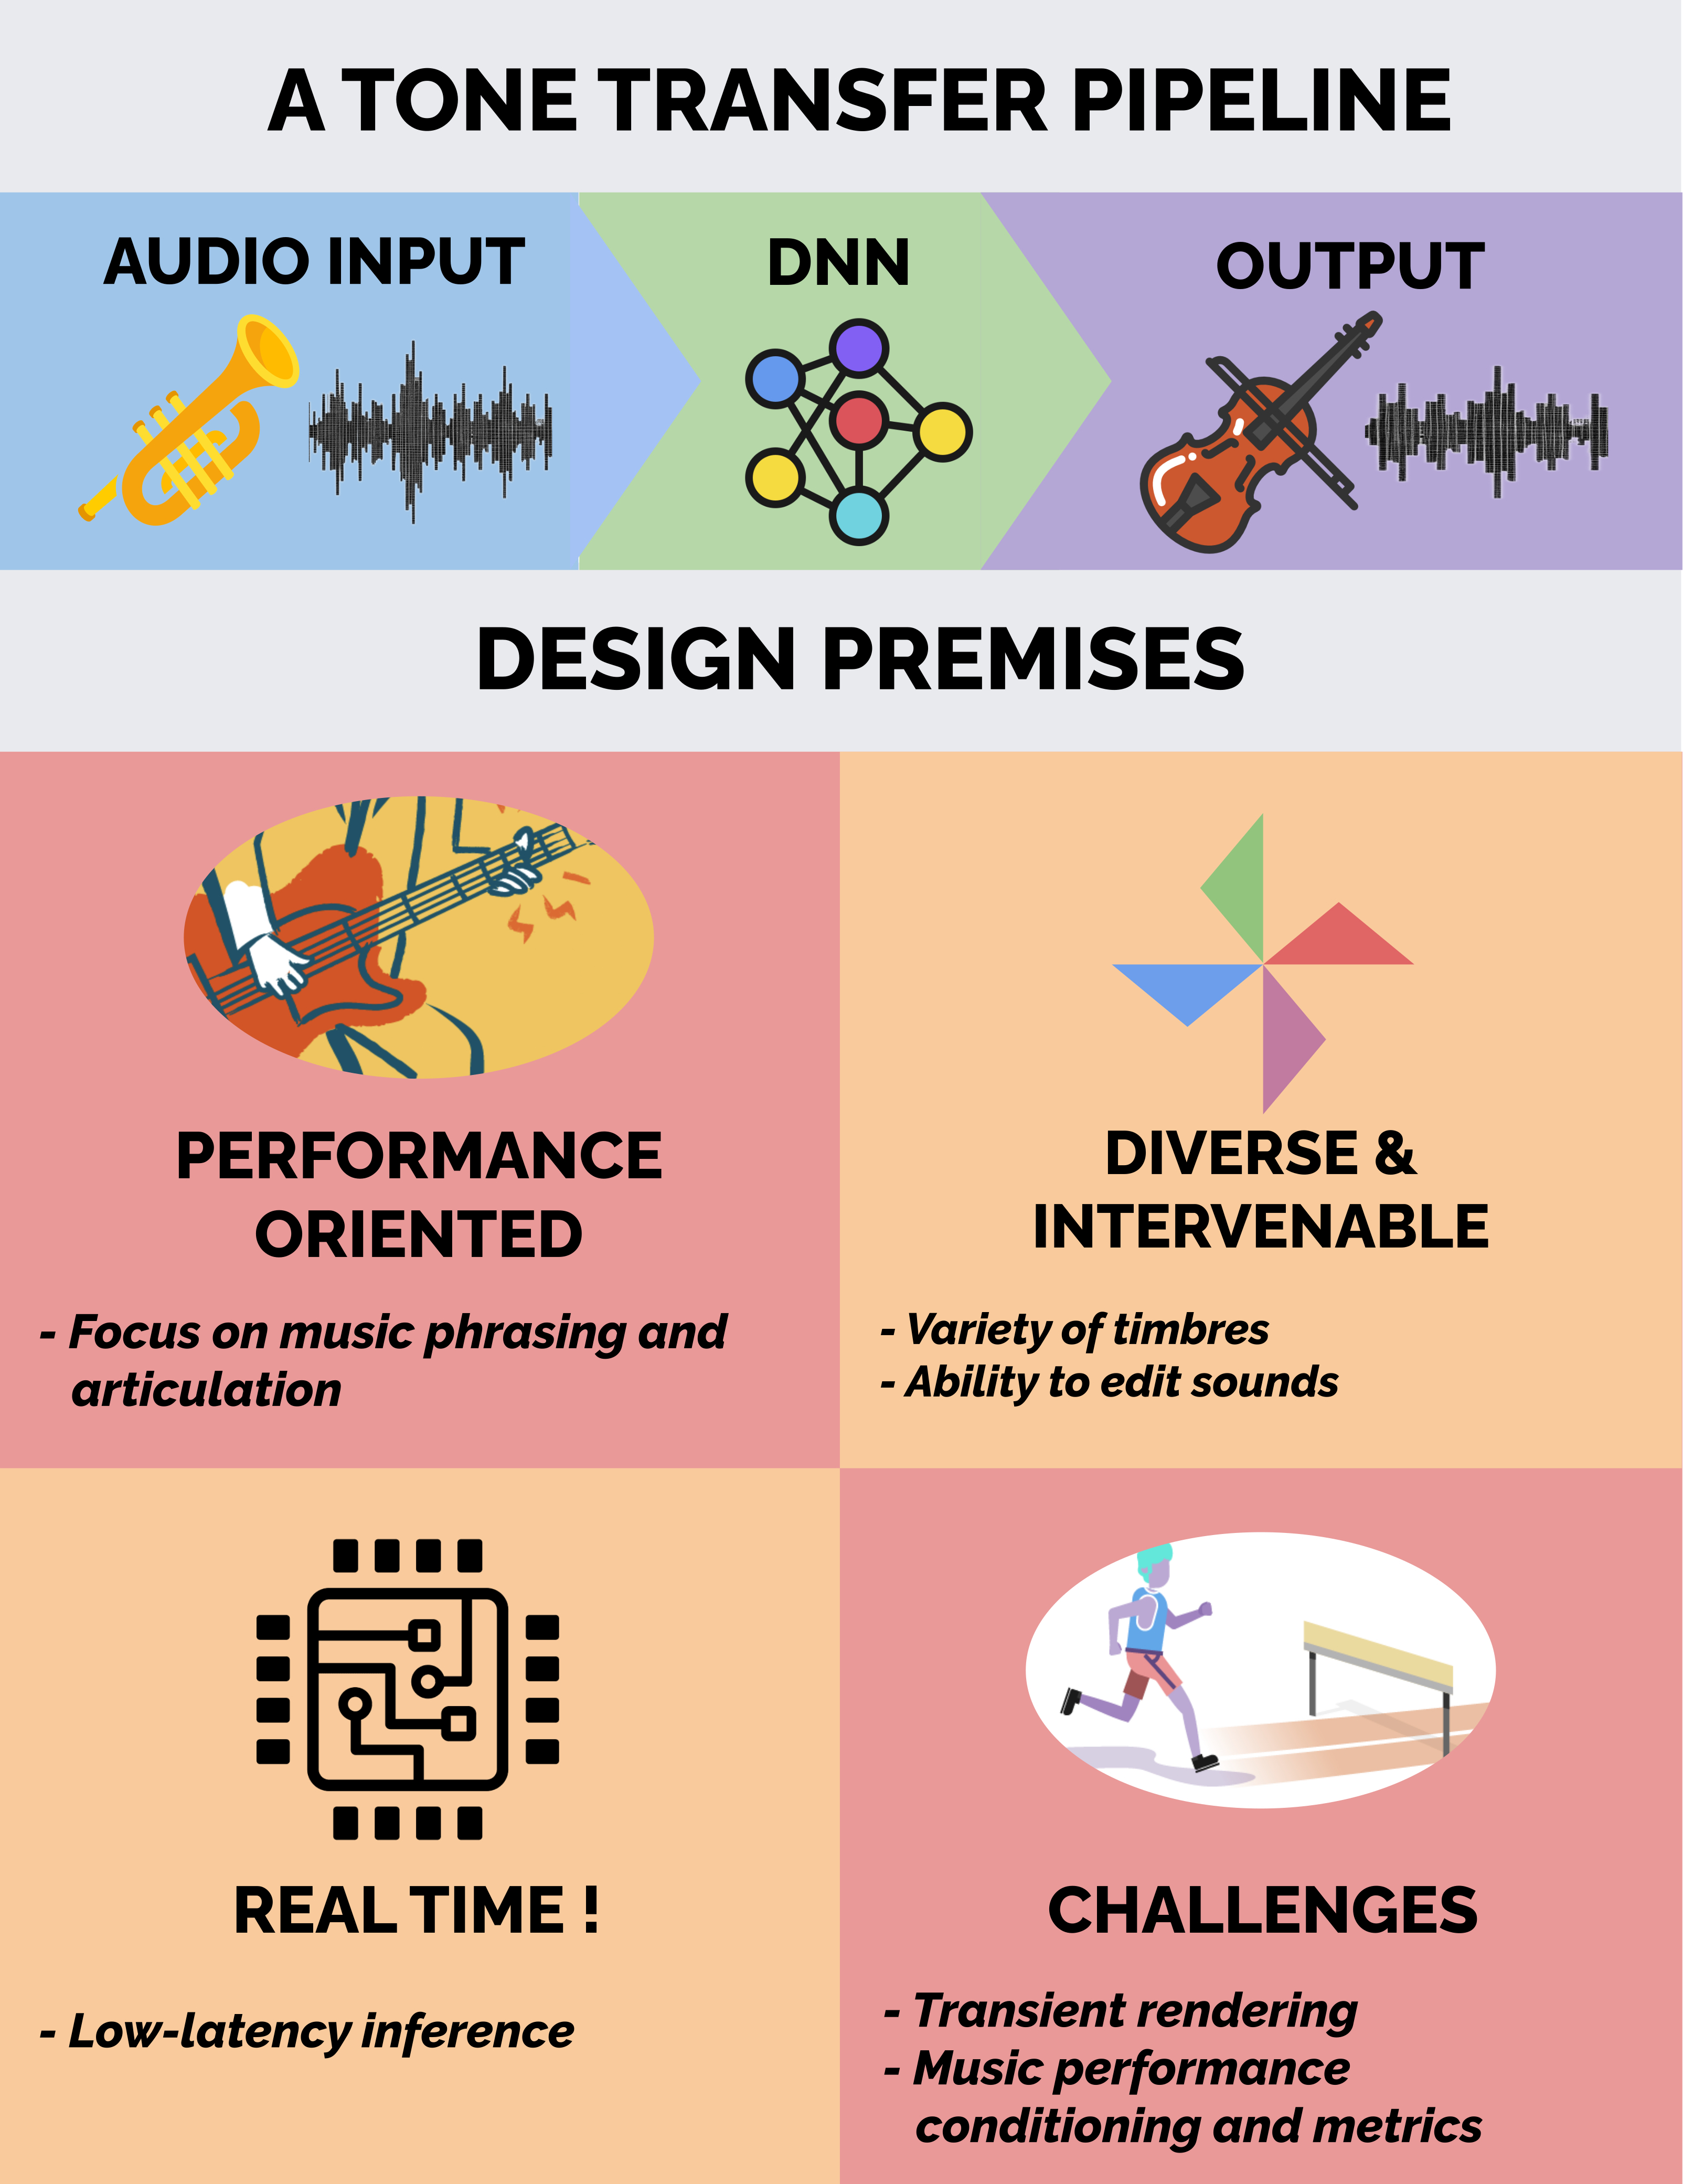 A TONE TRANSFER PIPELINE
AUDIO INPUT
DNN
OUTPUT
DESIGN PREMISES
PERFORMANCE
ORIENTED
- Focus on music phrasing and
articulation
DIVERSE &
INTERVENABLE
- Variety of timbres
- Ability to edit sounds
REAL TIME !
- Low-latency inference
CHALLENGES
- Transient rendering
- Music performance
conditioning and metrics